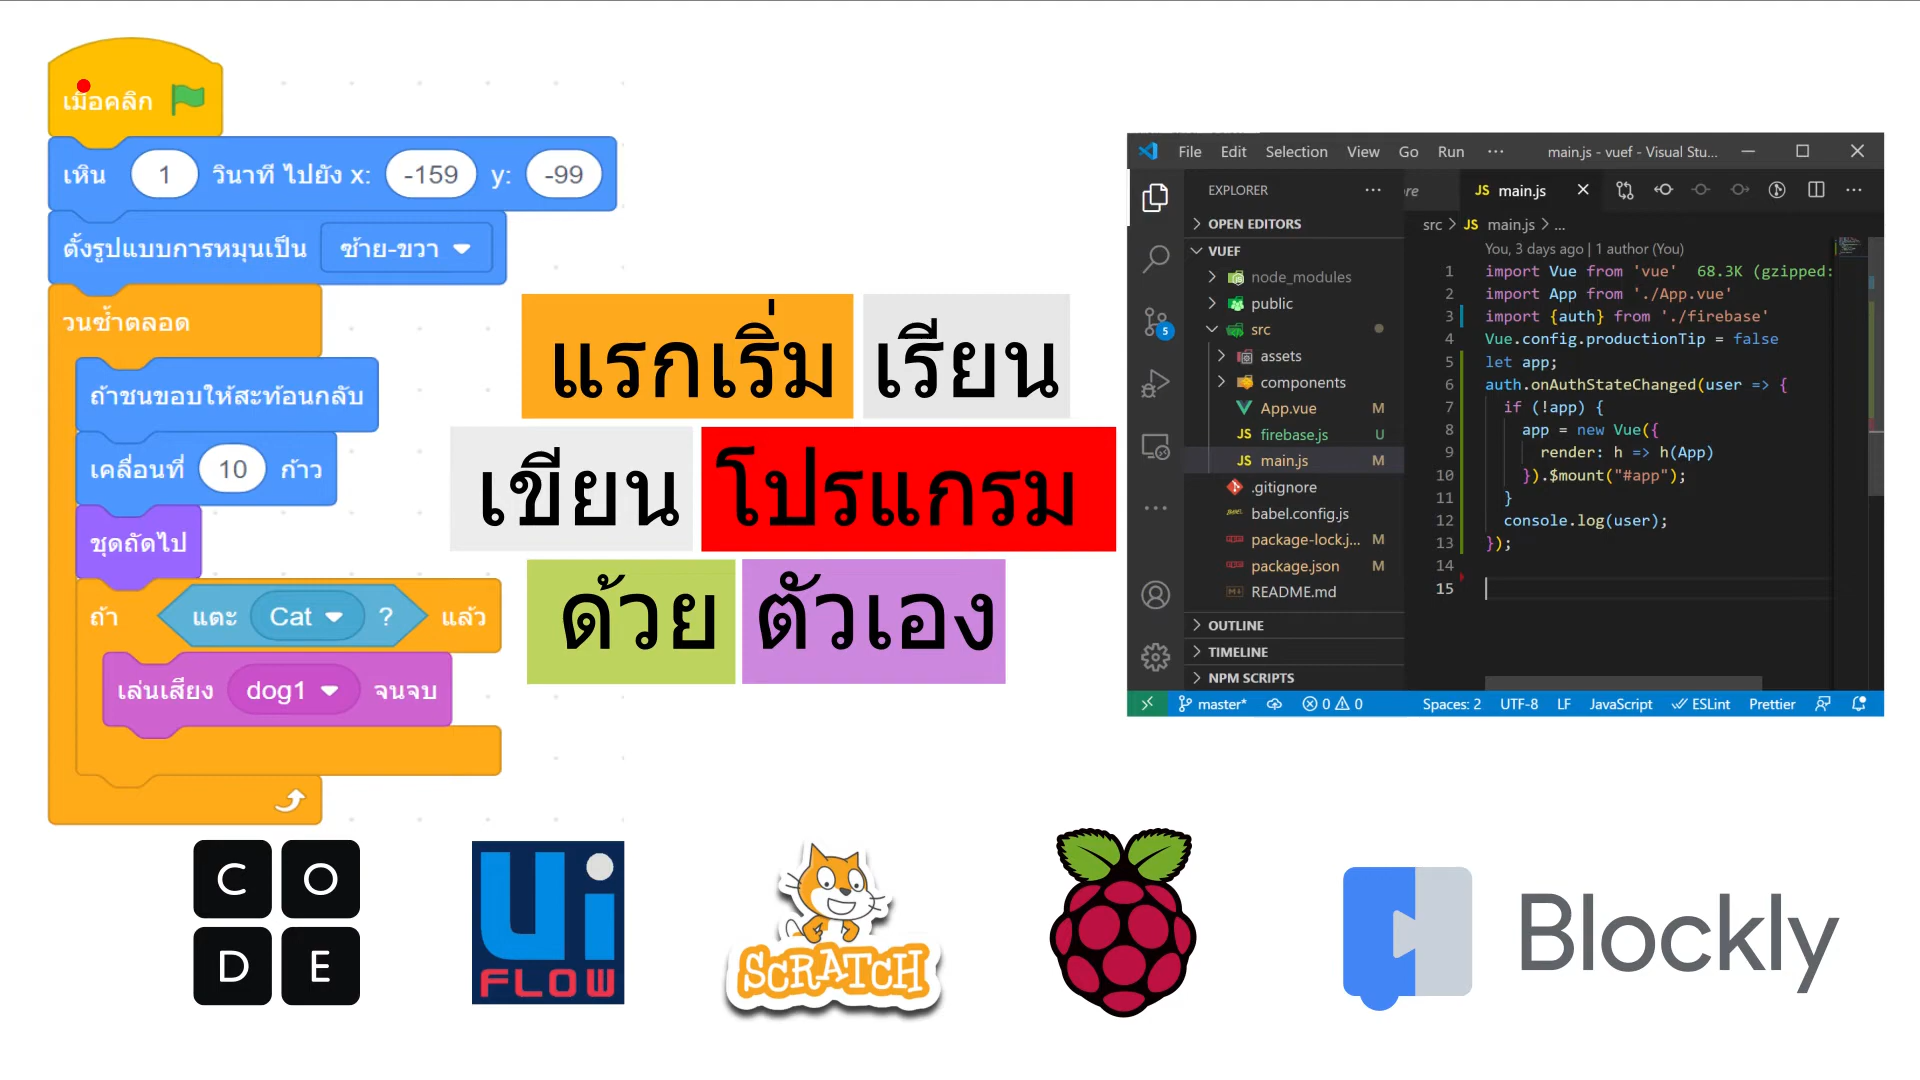 เมื่อคลิก
เหิน 1 วินาที ไปยัง x: -159 y: -99
ตั้งรูปแบบการหมุนเป็น ซ้าย-ขวา
วนซ้ำตลอด
ถ้าชนขอบให้สะท้อนกลับ
เคลื่อนที่ 10 ก้าว
ชุดถัดไป
ถ้า แตะ Cat ? แล้ว
เล่นเสียง dog1 จนจบ
แรกเริ่ม เรียน
เขียน โปรแกรม
ด้วย ตัวเอง
File Edit Selection View Go Run ··· main.js - vuef - Visual Stu...
EXPLORER ···
re
JS main.js
···
OPEN EDITORS
VUEF
node_modules
public
src
assets
components
App.vue M
JS firebase.js U
JS main.js M
.gitignore
babel.config.js
package-lock.j... M
package.json M
README.md
OUTLINE
TIMELINE
NPM SCRIPTS
5
src > JS main.js > ...
You, 3 days ago | 1 author (You)
1 import Vue from 'vue' 68.3K (gzipped:
2 import App from './App.vue'
3 import {auth} from './firebase'
4 Vue.config.productionTip = false
5 let app;
6 auth.onAuthStateChanged(user => {
7 if (!app) {
8 app = new Vue({
9 render: h => h(App)
10 }).$mount("#app");
11 }
12 console.log(user);
13 });
14
15
master* 0 0 Spaces: 2 UTF-8 LF JavaScript ESLint Prettier
CODE
Ui
FLOW
SCRATCH
Blockly